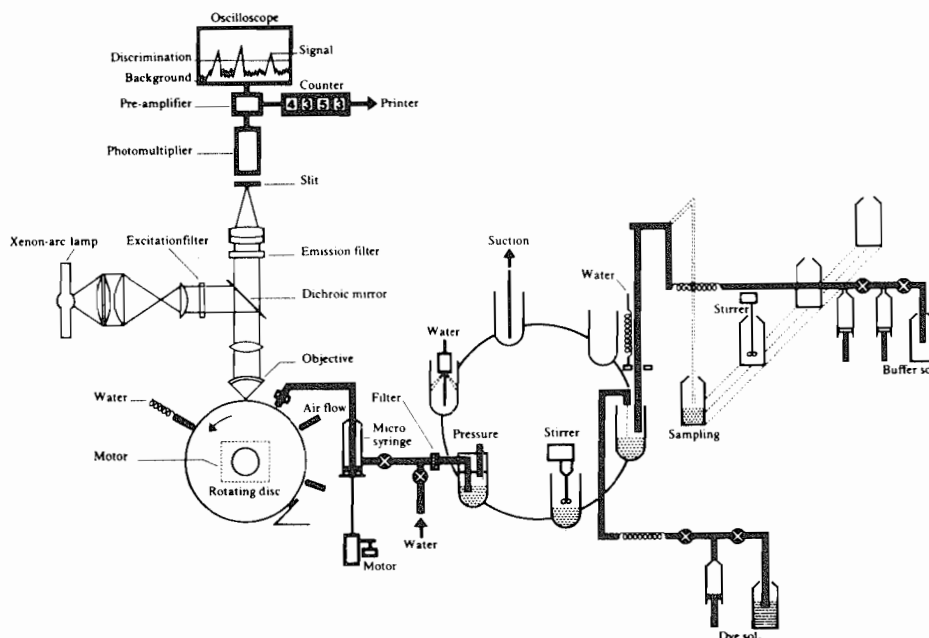 Oscilloscope
Discrimination
Signal
Background
Counter
Pre-amplifier
4 3 5 3
Printer
Photomultiplier
Slit
Xenon-arc lamp
Excitationfilter
Emission filter
Dichroic mirror
Objective
Water
Air flow
Micro
syringe
Motor
Rotating disc
Motor
Filter
Water
Pressure
Water
Suction
Stirrer
Water
Sampling
Stirrer
Buffer so
Dye sol.